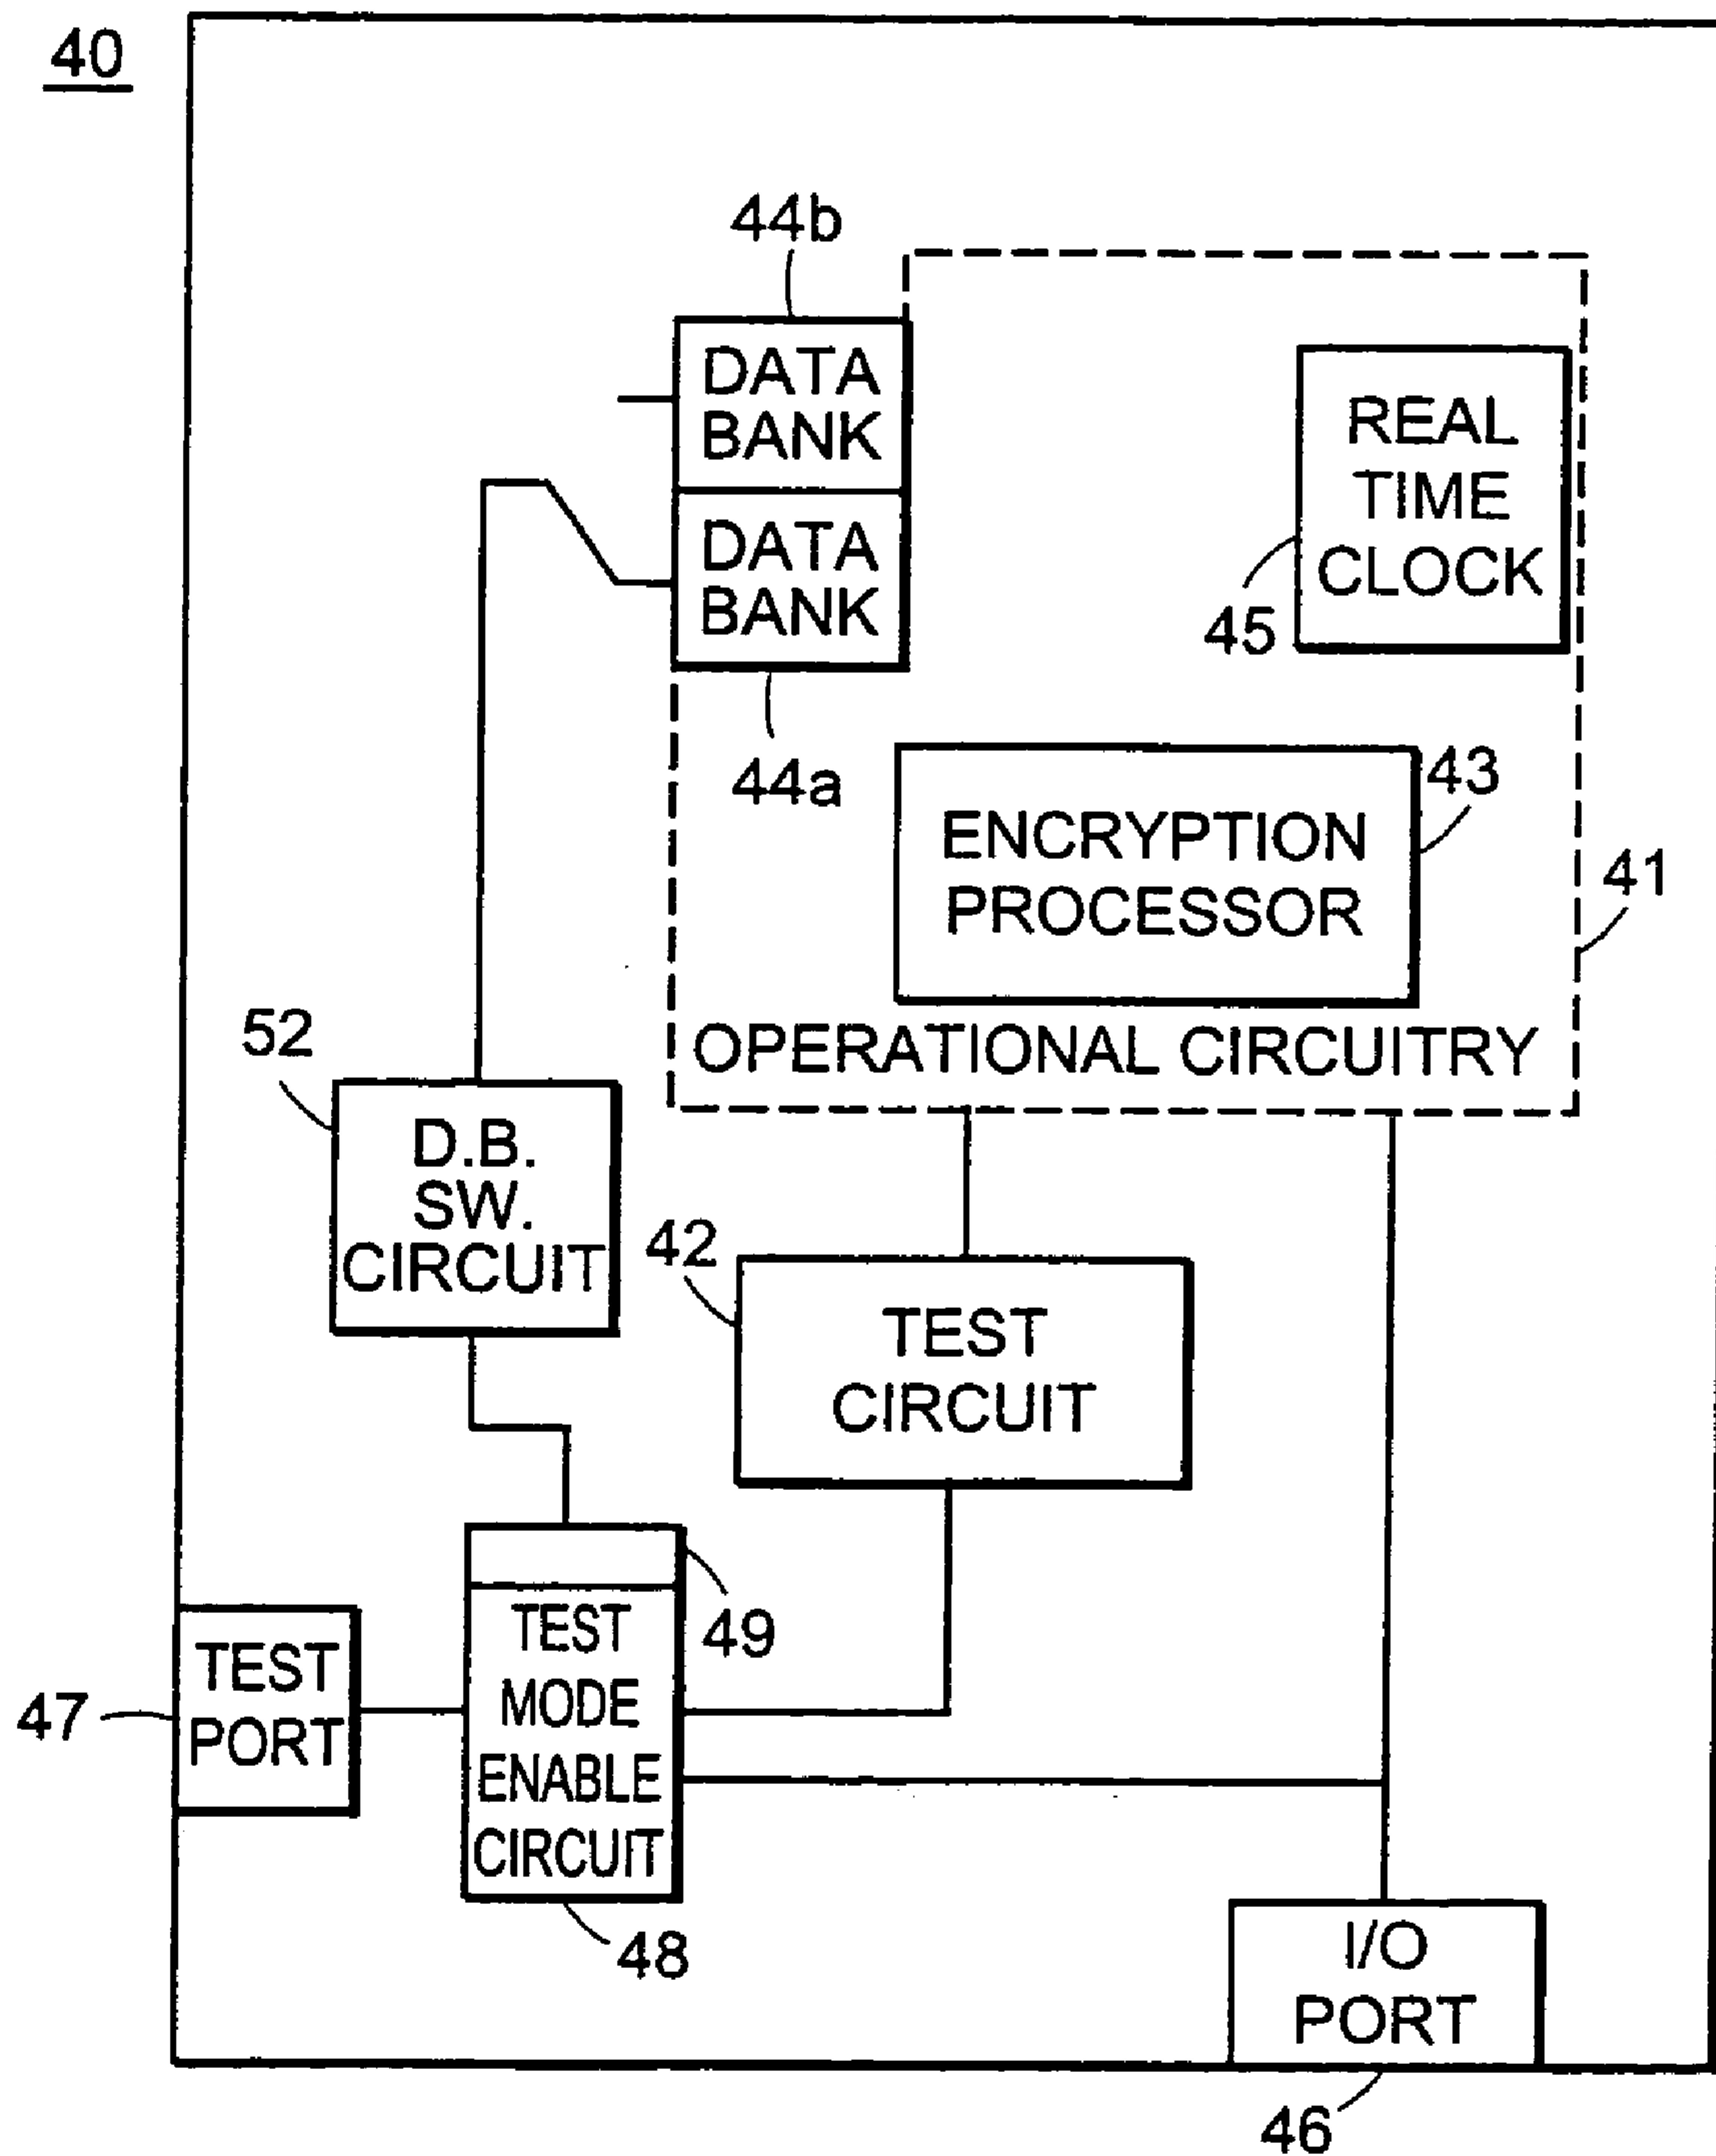 40
44b
DATA
BANK
DATA
BANK
44a
REAL
TIME
CLOCK
45
ENCRYPTION
PROCESSOR
43
41
OPERATIONAL CIRCUITRY
52
D.B.
SW.
CIRCUIT
42
TEST
CIRCUIT
49
TEST
MODE
ENABLE
CIRCUIT
48
TEST
PORT
47
I/O
PORT
46